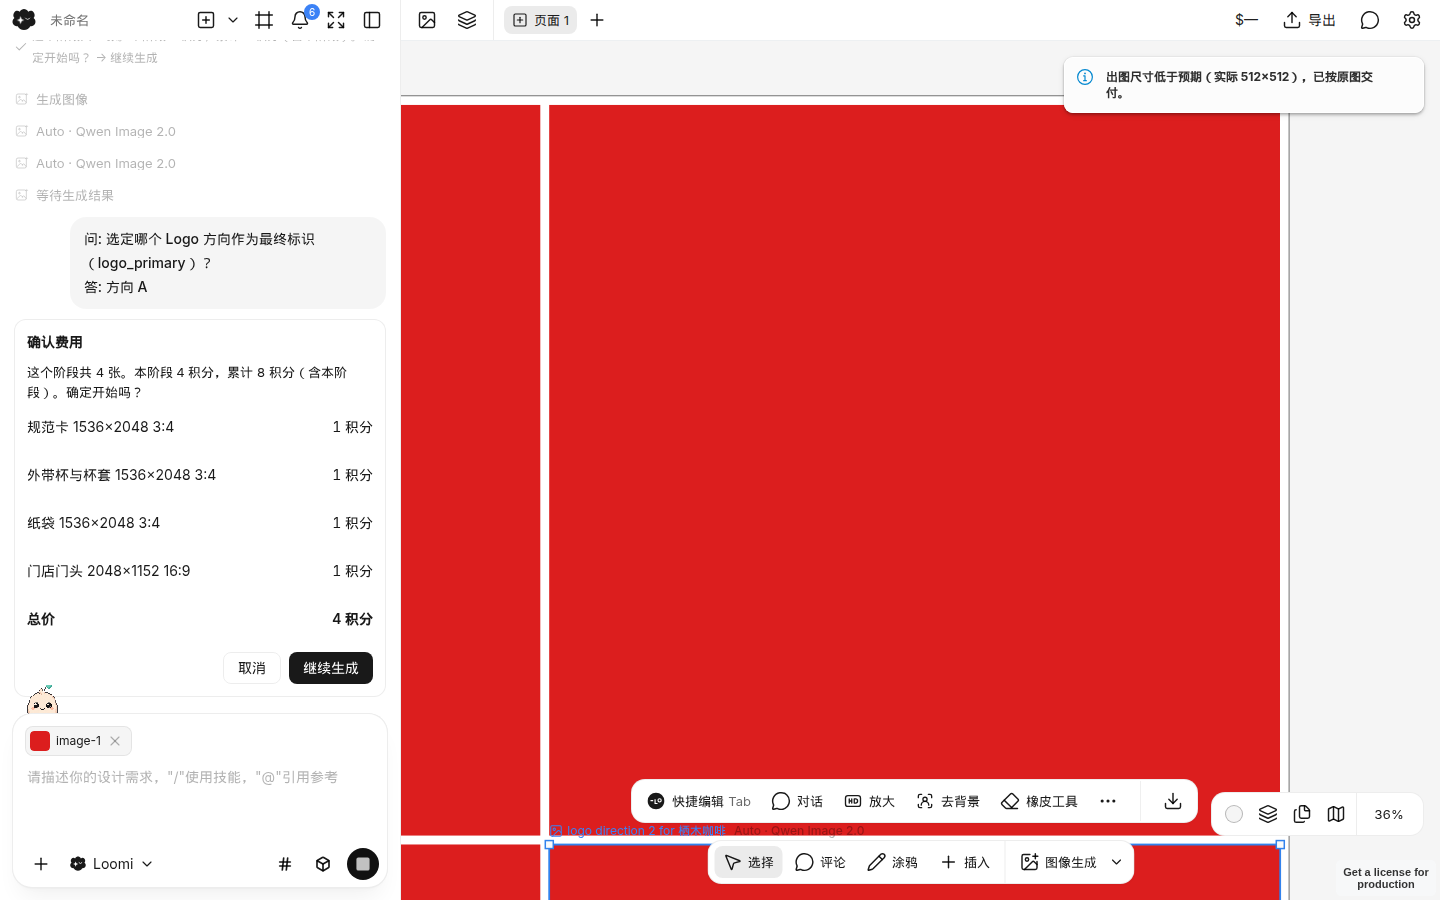 未命名
6
页面 1
$—
导出
定开始吗？ → 继续生成
生成图像
Auto · Qwen Image 2.0
Auto · Qwen Image 2.0
等待生成结果
问: 选定哪个 Logo 方向作为最终标识
（logo_primary）？
答: 方向 A
确认费用
这个阶段共 4 张。本阶段 4 积分，累计 8 积分（含本阶
段）。确定开始吗？
规范卡 1536×2048 3:4
1 积分
外带杯与杯套 1536×2048 3:4
1 积分
纸袋 1536×2048 3:4
1 积分
门店门头 2048×1152 16:9
1 积分
总价
4 积分
取消
继续生成
image-1
请描述你的设计需求，"/"使用技能，"@"引用参考
Loomi
出图尺寸低于预期（实际 512×512），已按原图交
付。
快捷编辑 Tab
对话
HD 放大
去背景
橡皮工具
logo direction 2 for 楠木咖啡
Auto · Qwen Image 2.0
选择
评论
涂鸦
插入
图像生成
36%
Get a license for
production